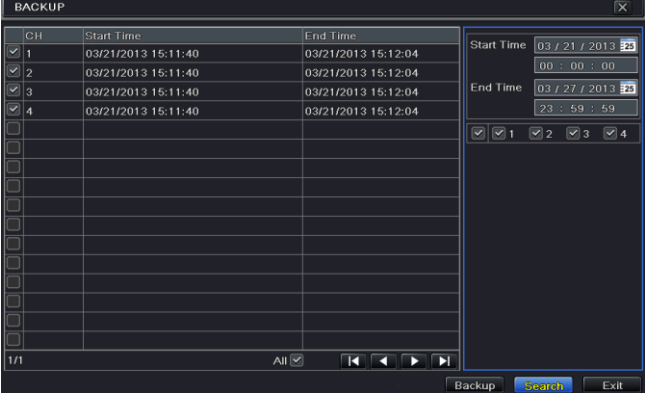 BACKUP
CH Start Time End Time
1 03/21/2013 15:11:40 03/21/2013 15:12:04
2 03/21/2013 15:11:40 03/21/2013 15:12:04
3 03/21/2013 15:11:40 03/21/2013 15:12:04
4 03/21/2013 15:11:40 03/21/2013 15:12:04
1/1 All
Start Time 03 / 21 / 2013 25
00 : 00 : 00
End Time 03 / 27 / 2013 25
23 : 59 : 59
1 2 3 4
Backup Search Exit